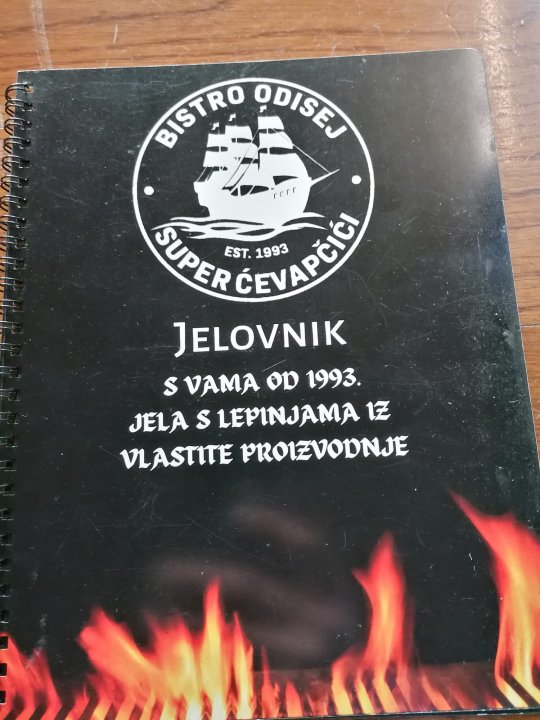 BISTRO ODISEJ
EST. 1993
SUPER ĆEVAPČIĆI
JELOVNIK
S VAMA OD 1993.
JELA S LEPINJAMA IZ
VLASTITE PROIZVODNJE